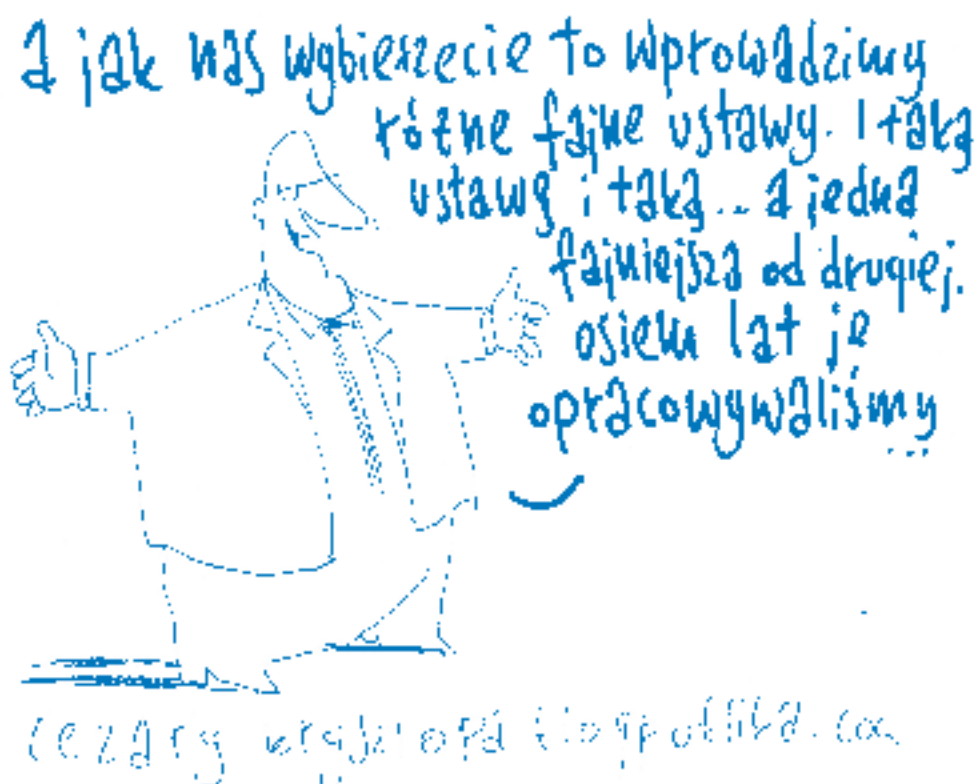 a jak nas wybierzecie to wprowadzimy
różne fajne ustawy. I taką
ustawę i taką... a jedna
fajniejsza od drugiej.
osiem lat je
opracowywaliśmy
...
cezary